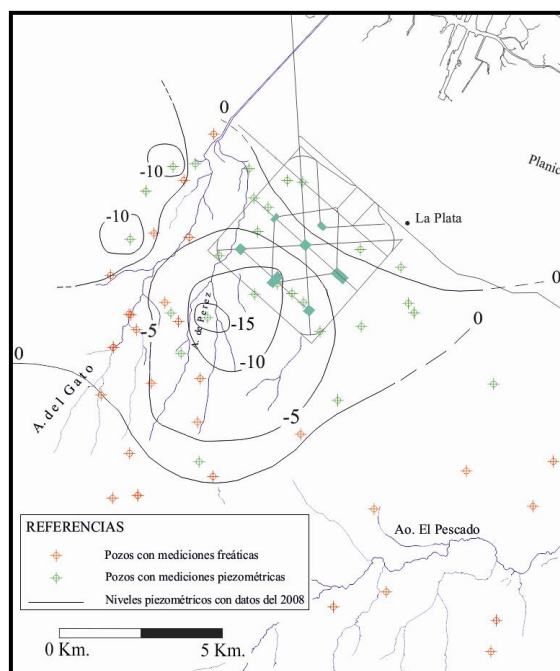 0
-10
Planic
-10
La Plata
0
-5
A. de Perez
-15
0
0
-10
A. del Gato
-5
REFERENCIAS
Ao. El Pescado
Pozos con mediciones freáticas
Pozos con mediciones piezométricas
Niveles piezométricos con datos del 2008
0 Km.
5 Km.